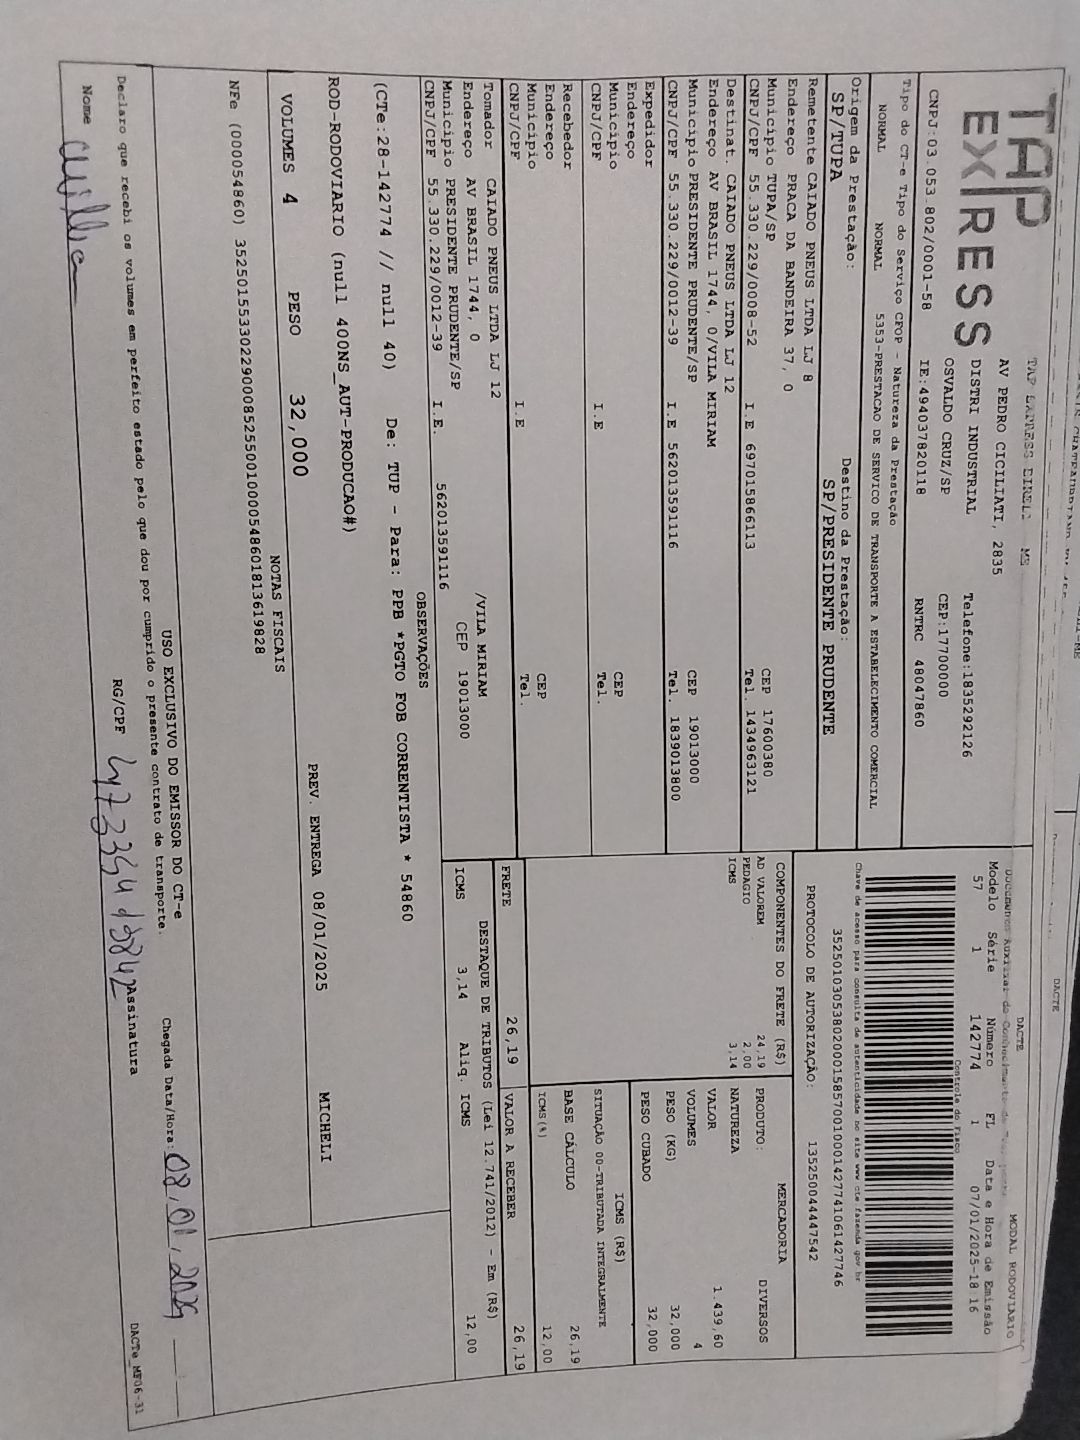 DACTE
TAP EXPRESS
TAP EXPRESS EIRELI ME
AV PEDRO CICILIATI, 2835
DISTRI INDUSTRIAL Telefone:1835292126
OSVALDO CRUZ/SP CEP:17700000
CNPJ:03.053.802/0001-58 IE:494037820118 RNTRC 48047860
DACTE MODAL RODOVIARIO
Documento Auxiliar de Conhecimento de
Modelo Série Número FL Data e Hora de Emissão
57 1 142774 1 07/01/2025-18:16
Controle do Fisco
Tipo do CT-e Tipo do Serviço CFOP - Natureza da Prestação
NORMAL NORMAL 5353-PRESTACAO DE SERVICO DE TRANSPORTE A ESTABELECIMENTO COMERCIAL
Chave de acesso para consulta de autenticidade no site www.cte.fazenda.gov.br
35250103053802000158570010001427741061427746
Origem da Prestação: Destino da Prestação:
SP/TUPA SP/PRESIDENTE PRUDENTE
PROTOCOLO DE AUTORIZAÇÃO: 135250044447542
Remetente CAIADO PNEUS LTDA LJ 8
Endereço PRACA DA BANDEIRA 37, 0
Municipio TUPA/SP CEP 17600380
CNPJ/CPF 55.330.229/0008-52 I.E 697015866113 Tel. 1434963121
Destinat. CAIADO PNEUS LTDA LJ 12
Endereço AV BRASIL 1744, 0/VILA MIRIAM
Municipio PRESIDENTE PRUDENTE/SP CEP 19013000
CNPJ/CPF 55.330.229/0012-39 I.E 562013591116 Tel. 1839013800
Expedidor
Endereço
Municipio CEP
CNPJ/CPF I.E Tel.
Recebedor
Endereço
Municipio CEP
CNPJ/CPF I.E Tel.
Tomador CAIADO PNEUS LTDA LJ 12
Endereço AV BRASIL 1744, 0 /VILA MIRIAM
Municipio PRESIDENTE PRUDENTE/SP CEP 19013000
CNPJ/CPF 55.330.229/0012-39 I.E. 562013591116
COMPONENTES DO FRETE (R$)
AD VALOREM 24,19
PEDAGIO 2,00
ICMS 3,14
PRODUTO: MERCADORIA
NATUREZA DIVERSOS
VALOR 1.439,60
VOLUMES 4
PESO (KG) 32,000
PESO CUBADO 32,000
ICMS (R$)
SITUAÇÃO 00-TRIBUTADA INTEGRALMENTE
BASE CÁLCULO 26,19
ICMS(%) 12,00
FRETE 26,19 VALOR A RECEBER 26,19
DESTAQUE DE TRIBUTOS (Lei 12.741/2012) - Em (R$)
ICMS 3,14 Aliq. ICMS 12,00
OBSERVAÇÕES
(CTe:28-142774 // null 40) De: TUP - Para: PPB *PGTO FOB CORRENTISTA * 54860
ROD-RODOVIARIO (null 400NS_AUT-PRODUCAO#)
VOLUMES 4 PESO 32,000 PREV. ENTREGA 08/01/2025 MICHELI
NOTAS FISCAIS
NFe (000054860) 35250155330229000852550010000548601813619828
USO EXCLUSIVO DO EMISSOR DO CT-e
Declaro que recebi os volumes em perfeito estado pelo que dou por cumprido o presente contrato de transporte.
Chegada Data/Hora: 08.01.2025
Nome RG/CPF Assinatura
DACTe_MF06-31